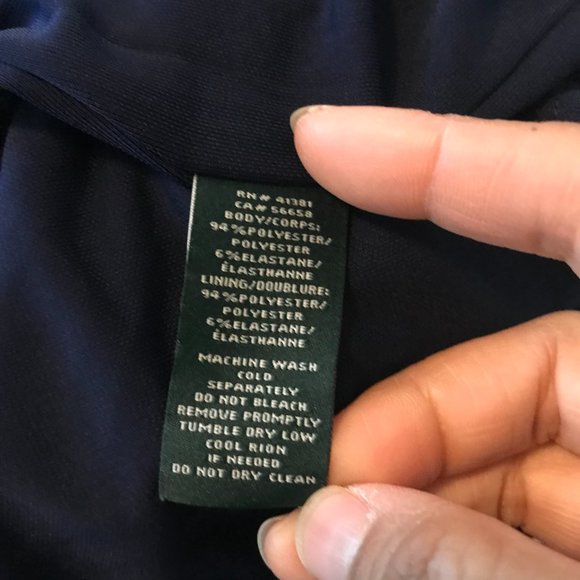 RN# 41381
CA# 56658
BODY/CORPS:
94%POLYESTER/
POLYESTER
6%ELASTANE/
ÉLASTHANNE
LINING/DOUBLURE:
94%POLYESTER/
POLYESTER
6%ELASTANE/
ÉLASTHANNE
MACHINE WASH
COLD
SEPARATELY
DO NOT BLEACH
REMOVE PROMPTLY
TUMBLE DRY LOW
COOL RION
IF NEEDED
DO NOT DRY CLEAN